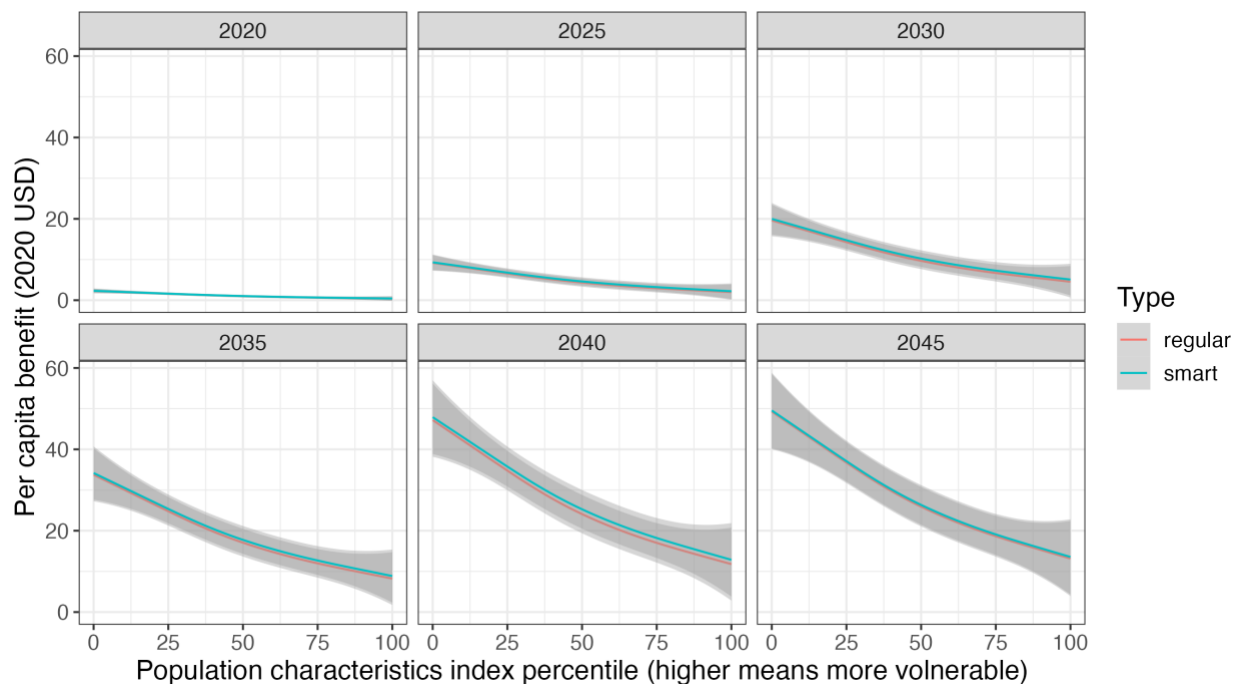 2020 2025 2030
60
40
20
0
Per capita benefit (2020 USD)
2035 2040 2045
60
40
20
0
0 25 50 75 100 0 25 50 75 100 0 25 50 75 100
Population characteristics index percentile (higher means more volnerable)
Type
regular
smart